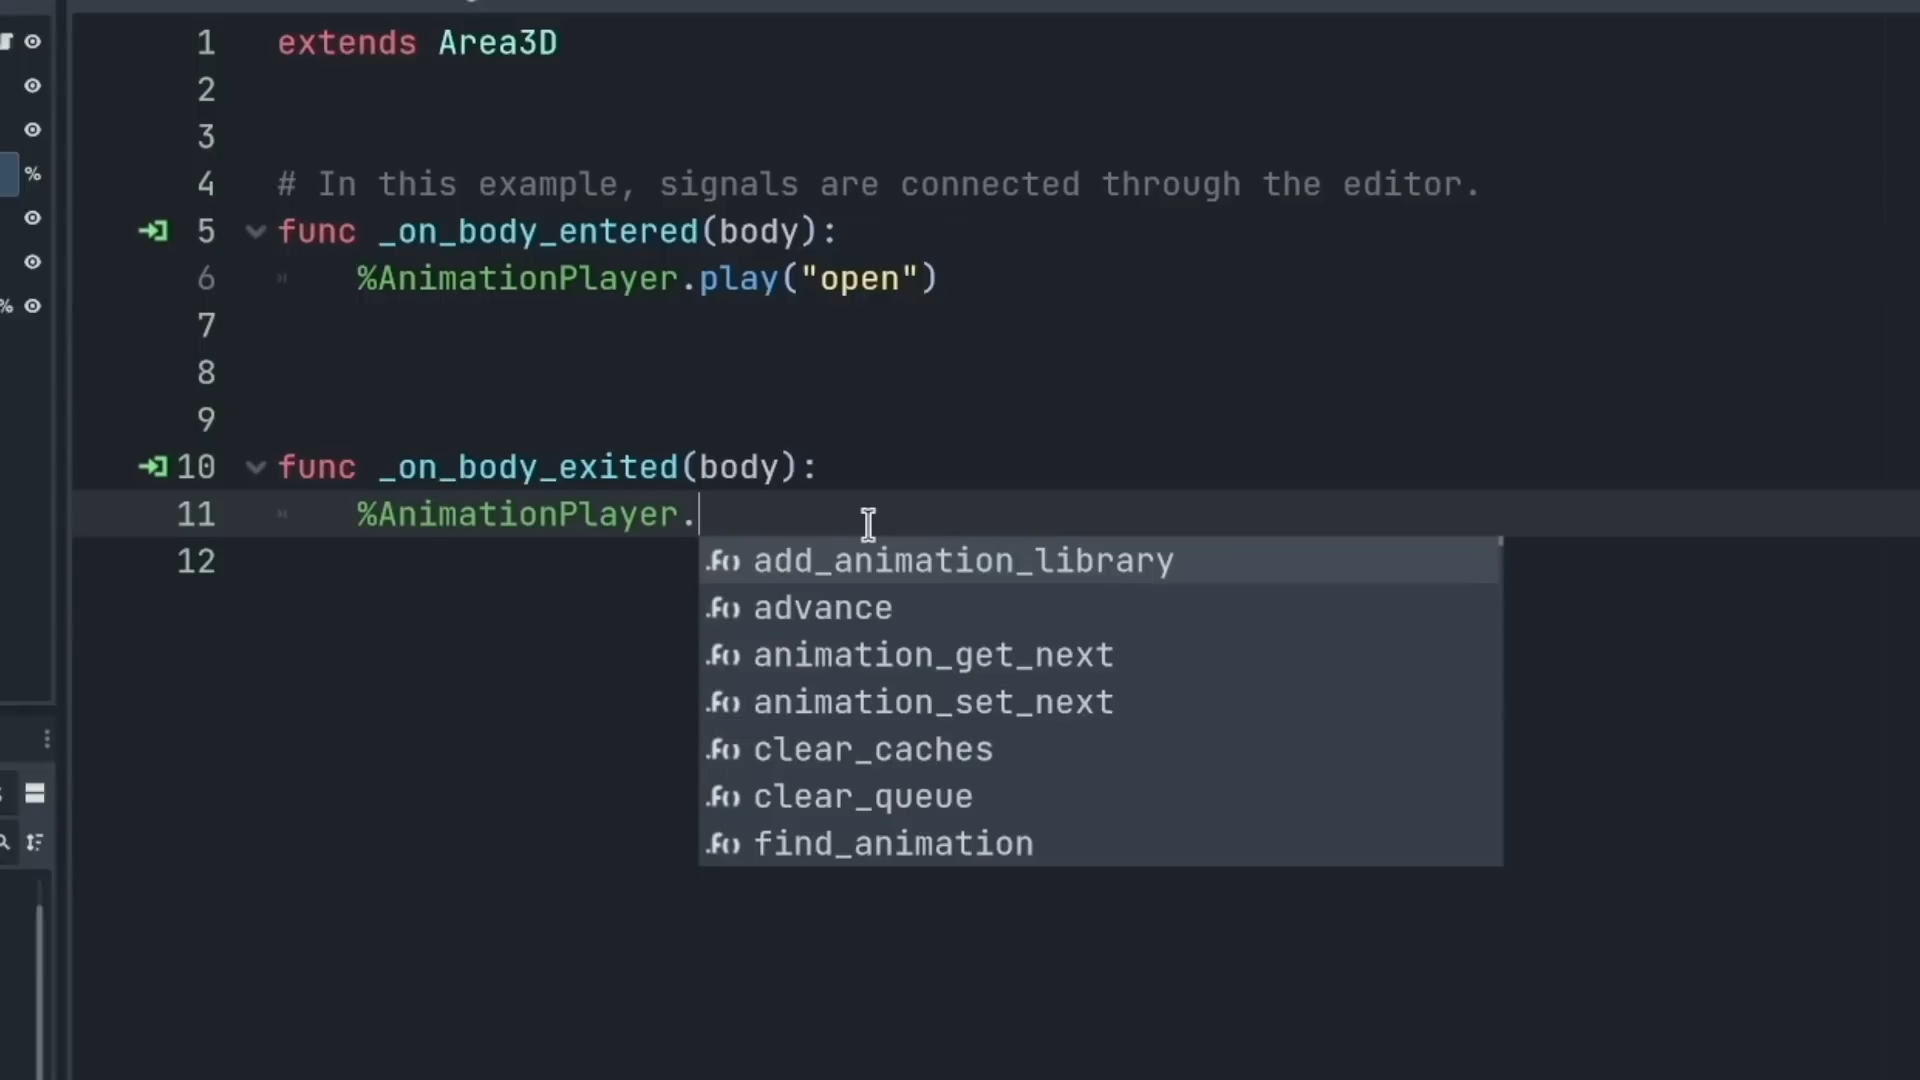 1 extends Area3D
2
3
4 # In this example, signals are connected through the editor.
5 func _on_body_entered(body):
6 %AnimationPlayer.play("open")
7
8
9
10 func _on_body_exited(body):
11 %AnimationPlayer.
12
.F() add_animation_library
.F() advance
.F() animation_get_next
.F() animation_set_next
.F() clear_caches
.F() clear_queue
.F() find_animation
%
%